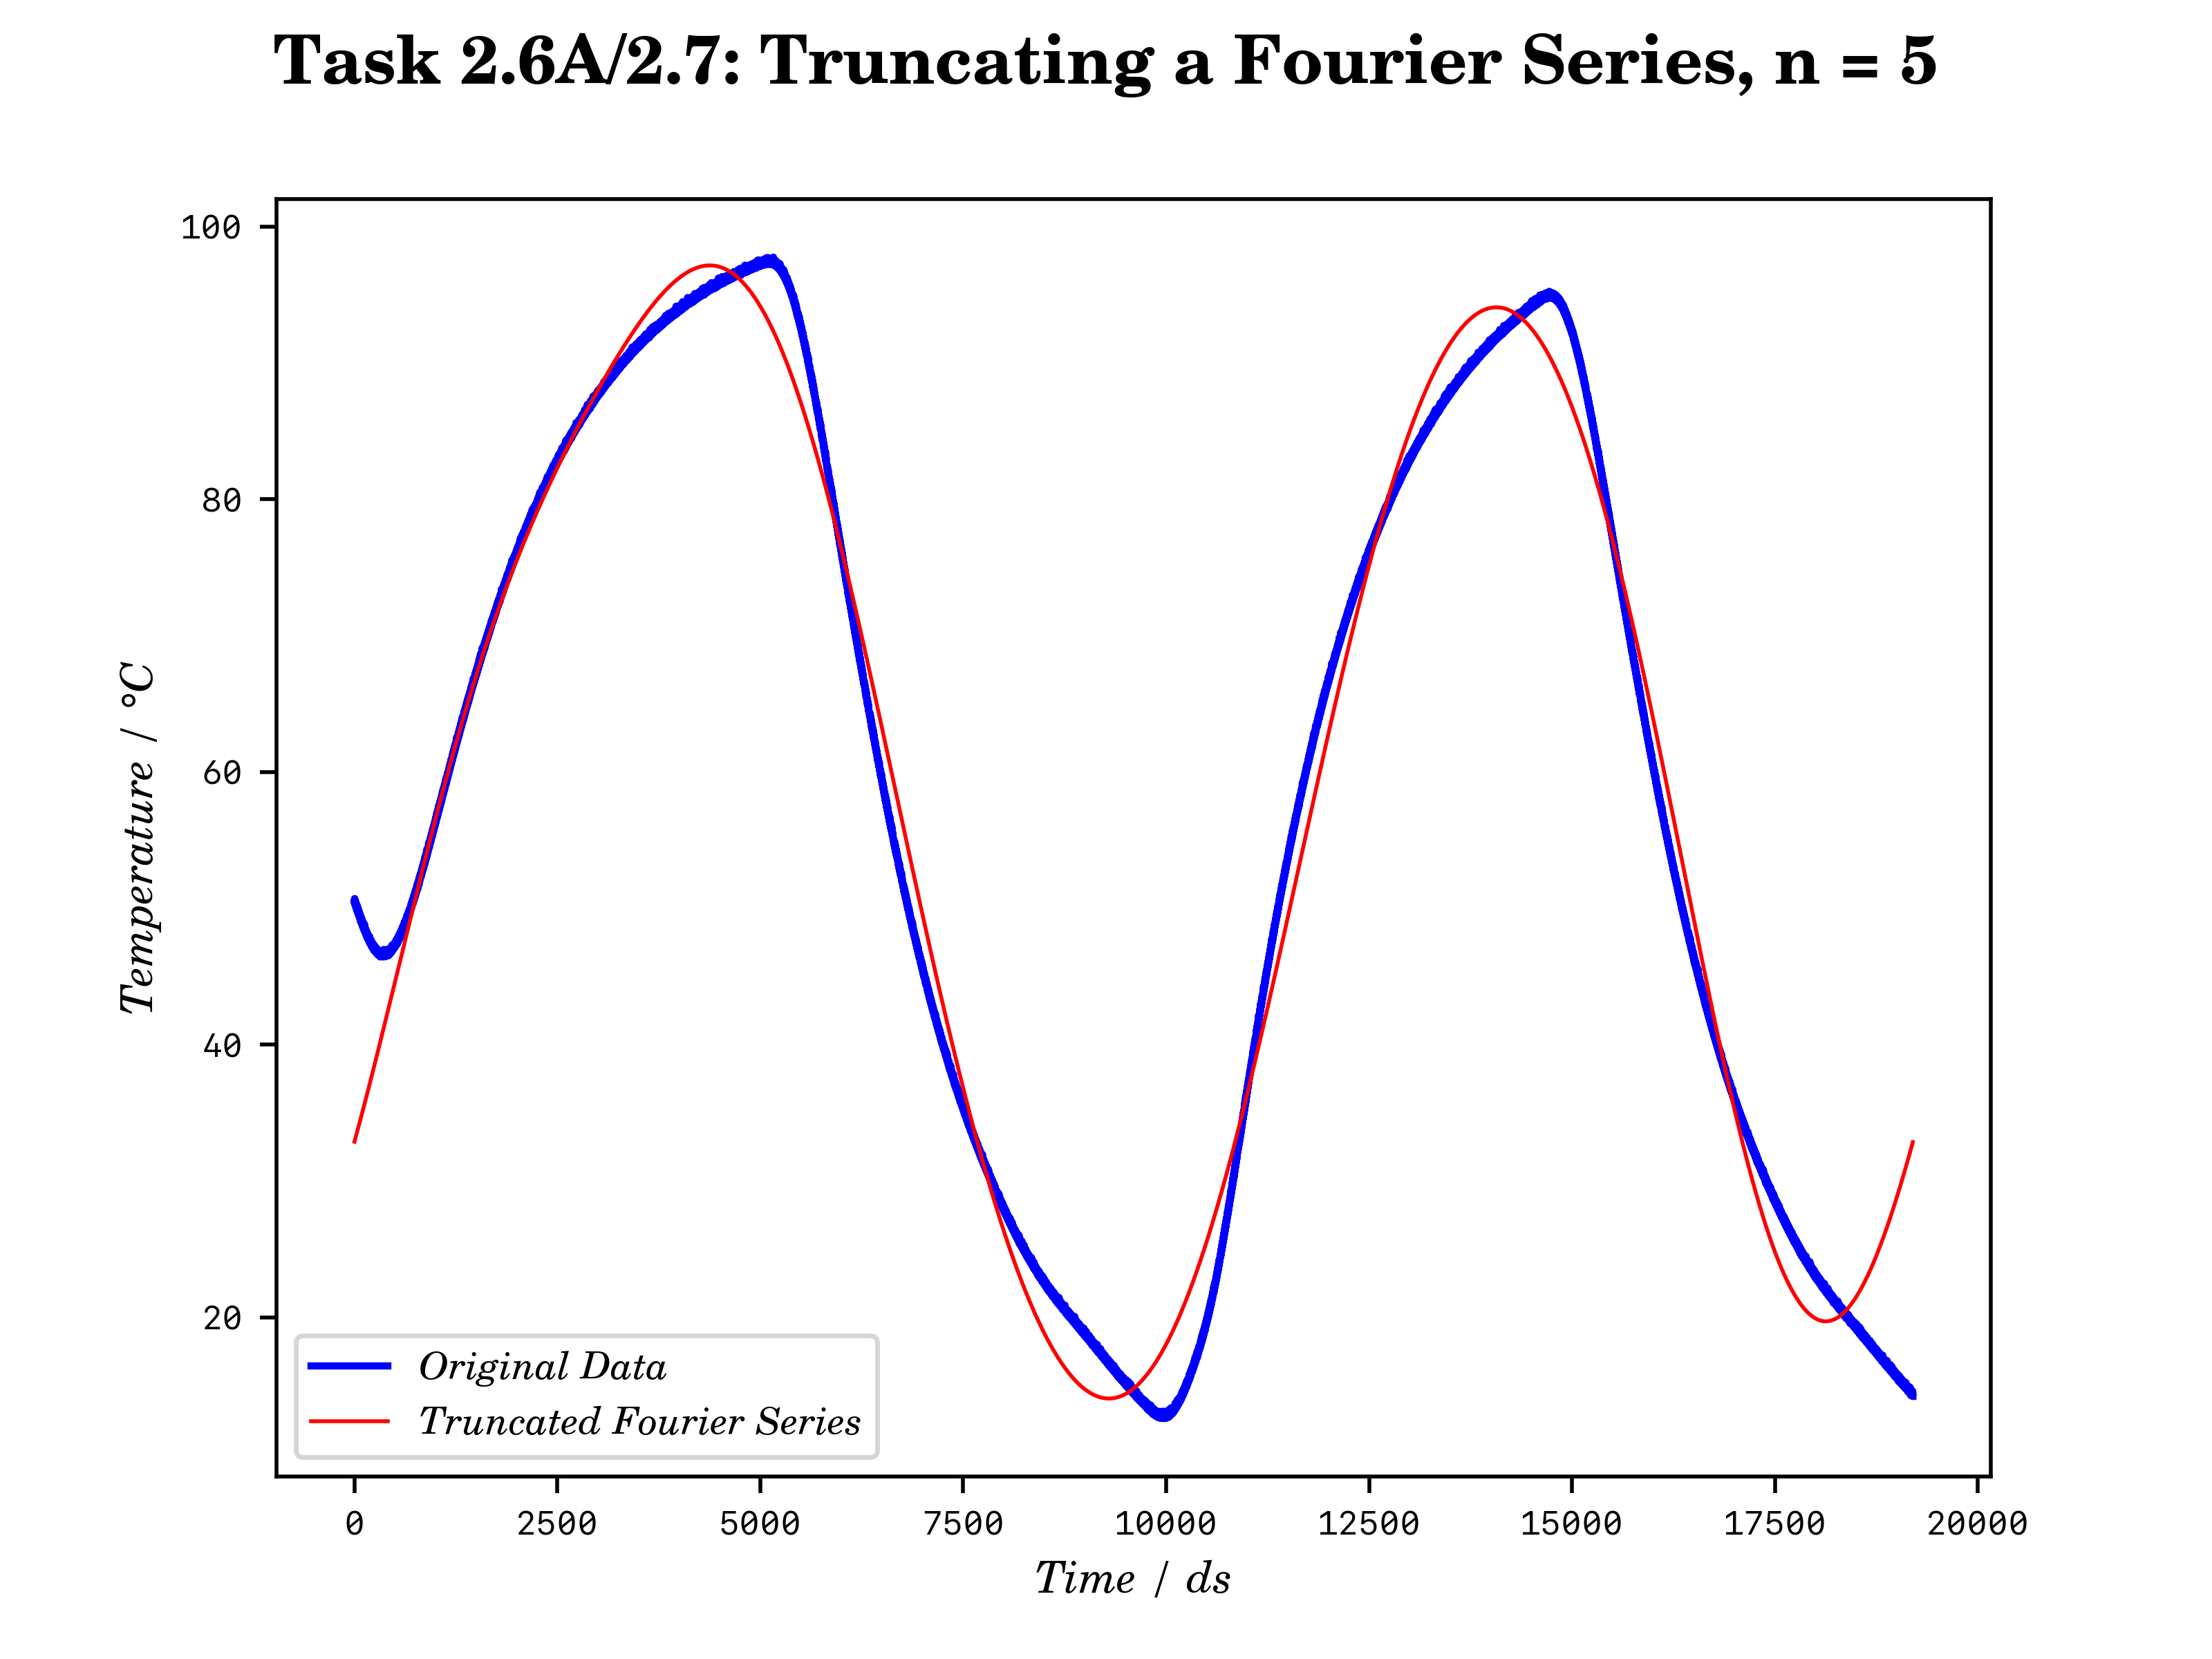 Task 2.6A/2.7: Truncating a Fourier Series, n = 5
100
80
60
40
20
Temperature / °C
Original Data
Truncated Fourier Series
0 2500 5000 7500 10000 12500 15000 17500 20000
Time / ds